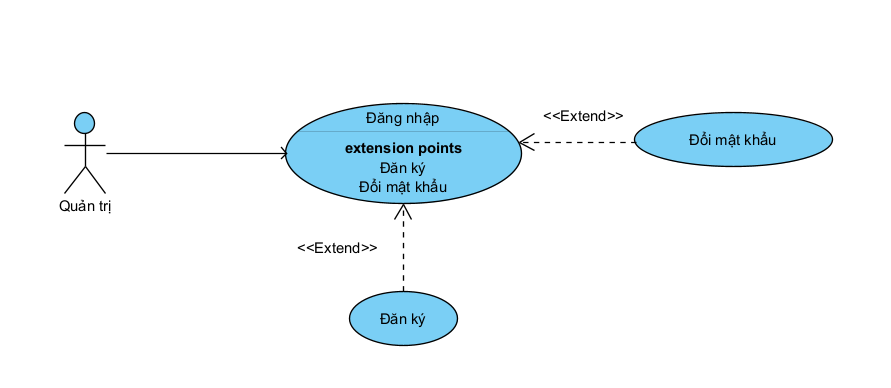 Đăng nhập
extension points
Đăn ký
Đổi mật khẩu
<<Extend>>
Đổi mật khẩu
Quản trị
<<Extend>>
Đăn ký